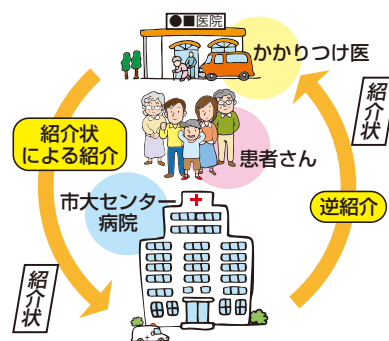 ●■医院
かかりつけ医
紹介状
紹介状
による紹介
患者さん
市大センター
病院
逆紹介
紹介状